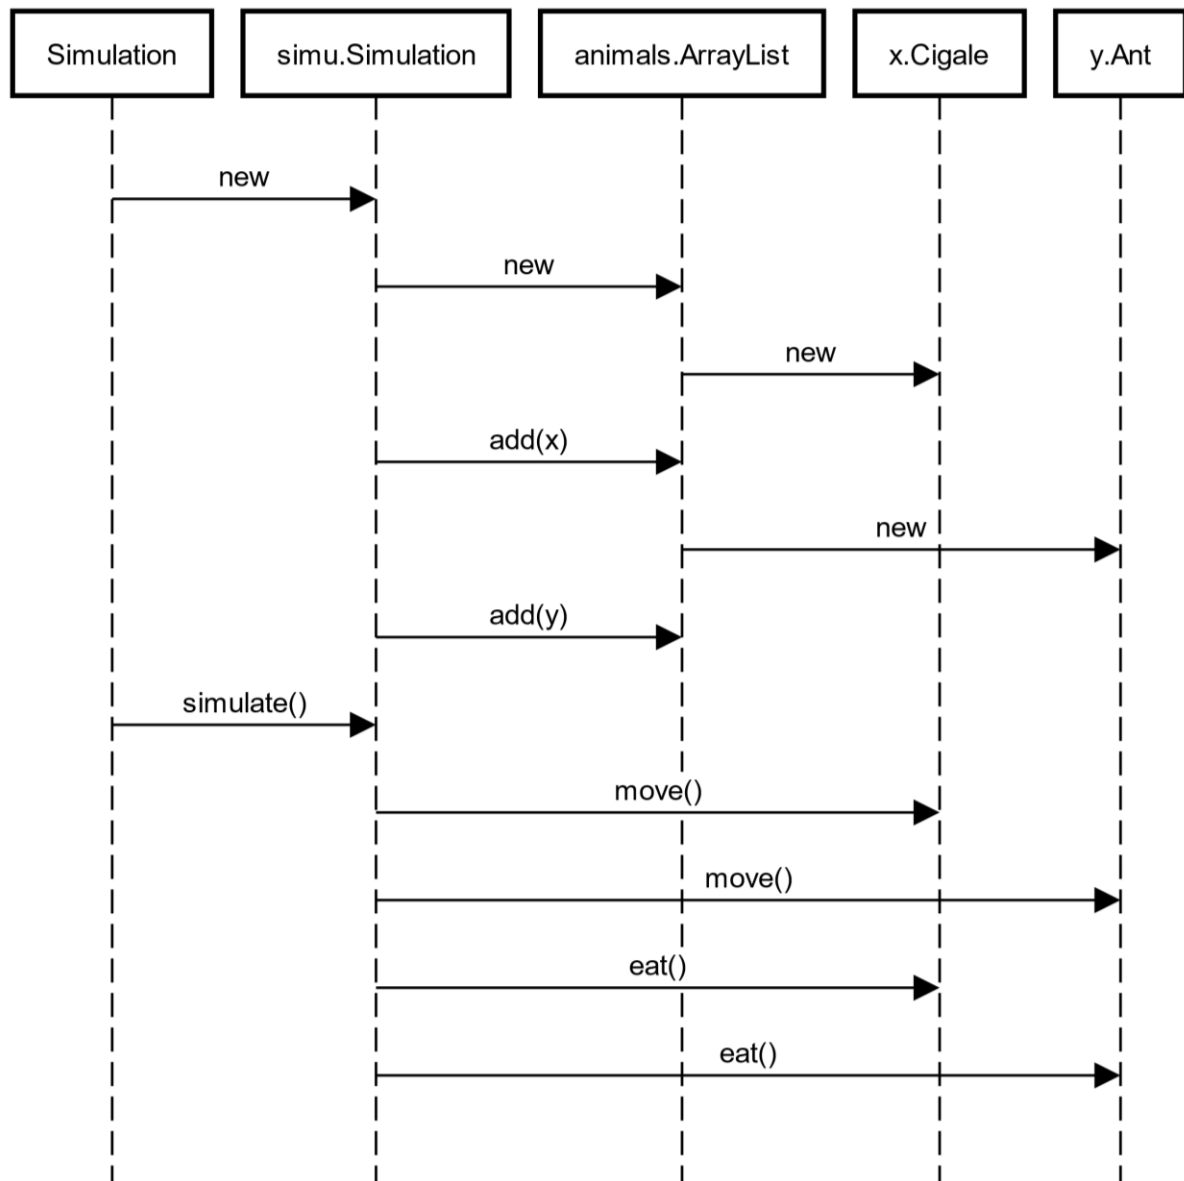 Simulation
simu.Simulation
animals.ArrayList
x.Cigale
y.Ant
new
new
new
add(x)
new
add(y)
simulate()
move()
move()
eat()
eat()